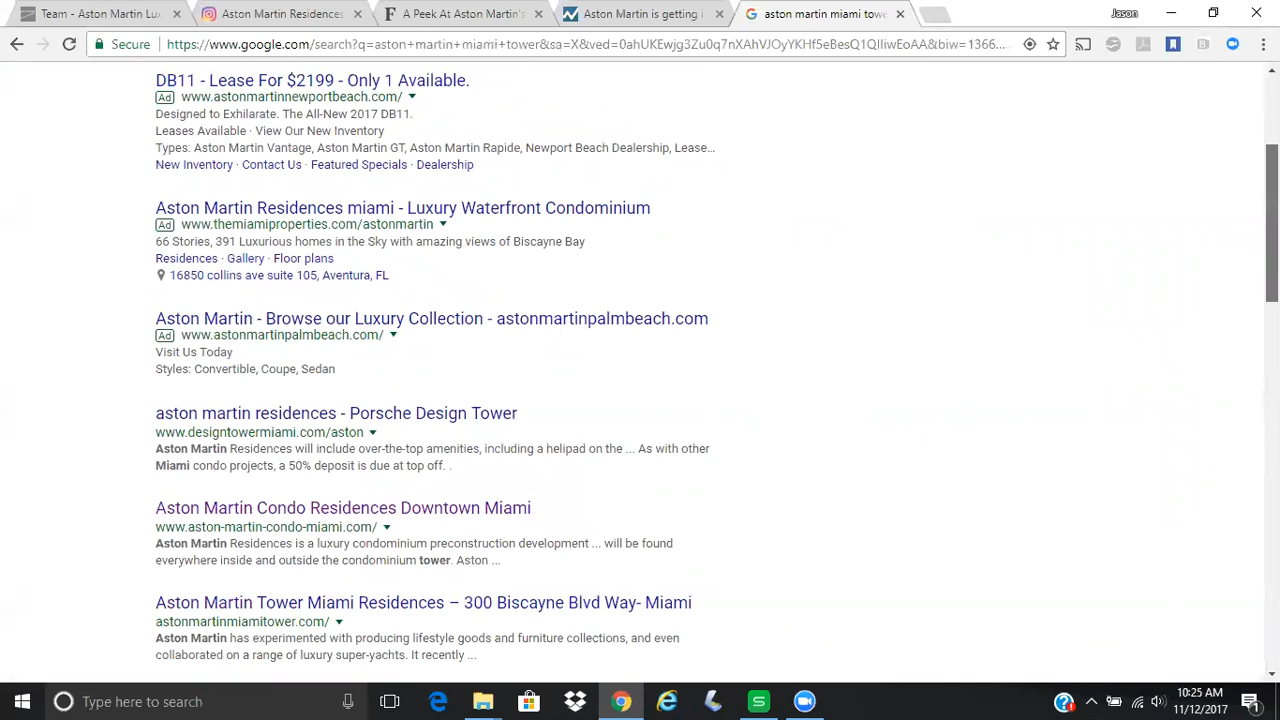 Team - Aston Martin Lux
Aston Martin Residences
A Peek At Aston Martin's
Aston Martin is getting i
aston martin miami tow
Jason
Secure
https://www.google.com/search?q=aston+martin+miami+tower&sa=X&ved=0ahUKEwjg3Zu0q7nXAhVJOyYKHf5eBesQ1QIIiwEoAA&biw=1366...
DB11 - Lease For $2199 - Only 1 Available.
Ad www.astonmartinnewportbeach.com/
Designed to Exhilarate. The All-New 2017 DB11.
Leases Available · View Our New Inventory
Types: Aston Martin Vantage, Aston Martin GT, Aston Martin Rapide, Newport Beach Dealership, Lease...
New Inventory · Contact Us · Featured Specials · Dealership
Aston Martin Residences miami - Luxury Waterfront Condominium
Ad www.themiamiproperties.com/astonmartin
66 Stories, 391 Luxurious homes in the Sky with amazing views of Biscayne Bay
Residences · Gallery · Floor plans
16850 collins ave suite 105, Aventura, FL
Aston Martin - Browse our Luxury Collection - astonmartinpalmbeach.com
Ad www.astonmartinpalmbeach.com/
Visit Us Today
Styles: Convertible, Coupe, Sedan
aston martin residences - Porsche Design Tower
www.designtowermiami.com/aston
Aston Martin Residences will include over-the-top amenities, including a helipad on the ... As with other
Miami condo projects, a 50% deposit is due at top off. .
Aston Martin Condo Residences Downtown Miami
www.aston-martin-condo-miami.com/
Aston Martin Residences is a luxury condominium preconstruction development ... will be found
everywhere inside and outside the condominium tower. Aston ...
Aston Martin Tower Miami Residences – 300 Biscayne Blvd Way- Miami
astonmartinmiamitower.com/
Aston Martin has experimented with producing lifestyle goods and furniture collections, and even
collaborated on a range of luxury super-yachts. It recently ...
Type here to search
10:25 AM
11/12/2017